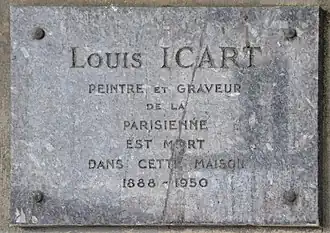 Louis ICART
PEINTRE ET GRAVEUR
DE LA
PARISIENNE
EST MORT
DANS CETTE MAISON
1888 - 1950